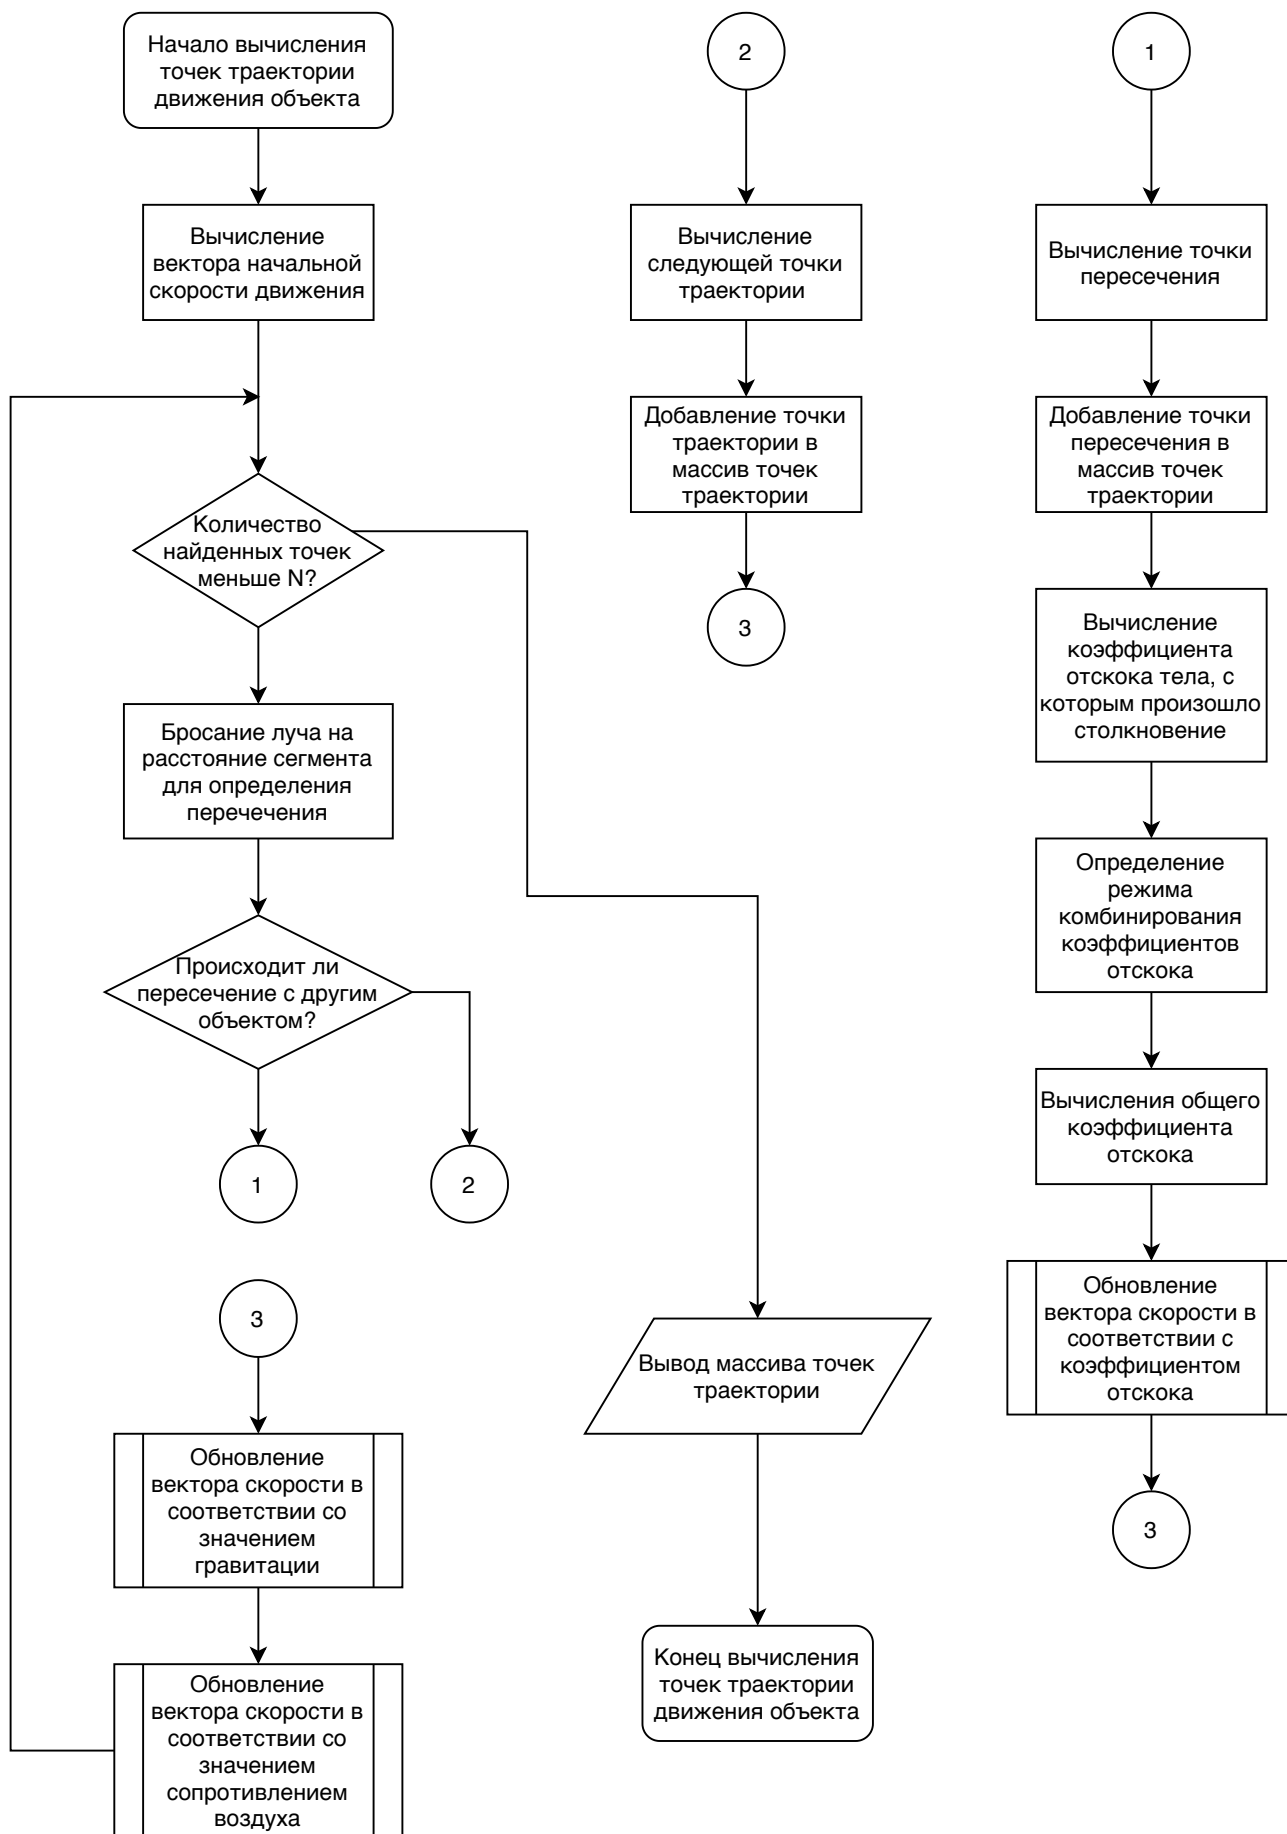 Начало вычисления
точек траектории
движения объекта
Вычисление
вектора начальной
скорости движения
Количество
найденных точек
меньше N?
Бросание луча на
расстояние сегмента
для определения
перечечения
Происходит ли
пересечение с другим
объектом?
1
2
3
Обновление
вектора скорости в
соответствии со
значением
гравитации
Обновление
вектора скорости в
соответствии со
значением
сопротивлением
воздуха
2
Вычисление
следующей точки
траектории
Добавление точки
траектории в
массив точек
траектории
3
Вывод массива точек
траектории
Конец вычисления
точек траектории
движения объекта
1
Вычисление точки
пересечения
Добавление точки
пересечения в
массив точек
траектории
Вычисление
коэффициента
отскока тела, с
которым произошло
столкновение
Определение
режима
комбинирования
коэффициентов
отскока
Вычисления общего
коэффициента
отскока
Обновление
вектора скорости в
соответствии с
коэффициентом
отскока
3